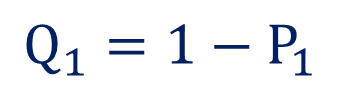 Q₁ = 1 − P₁